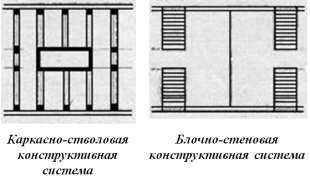 Каркасно-стволовая
конструктивная
система
Блочно-стеновая
конструктивная система